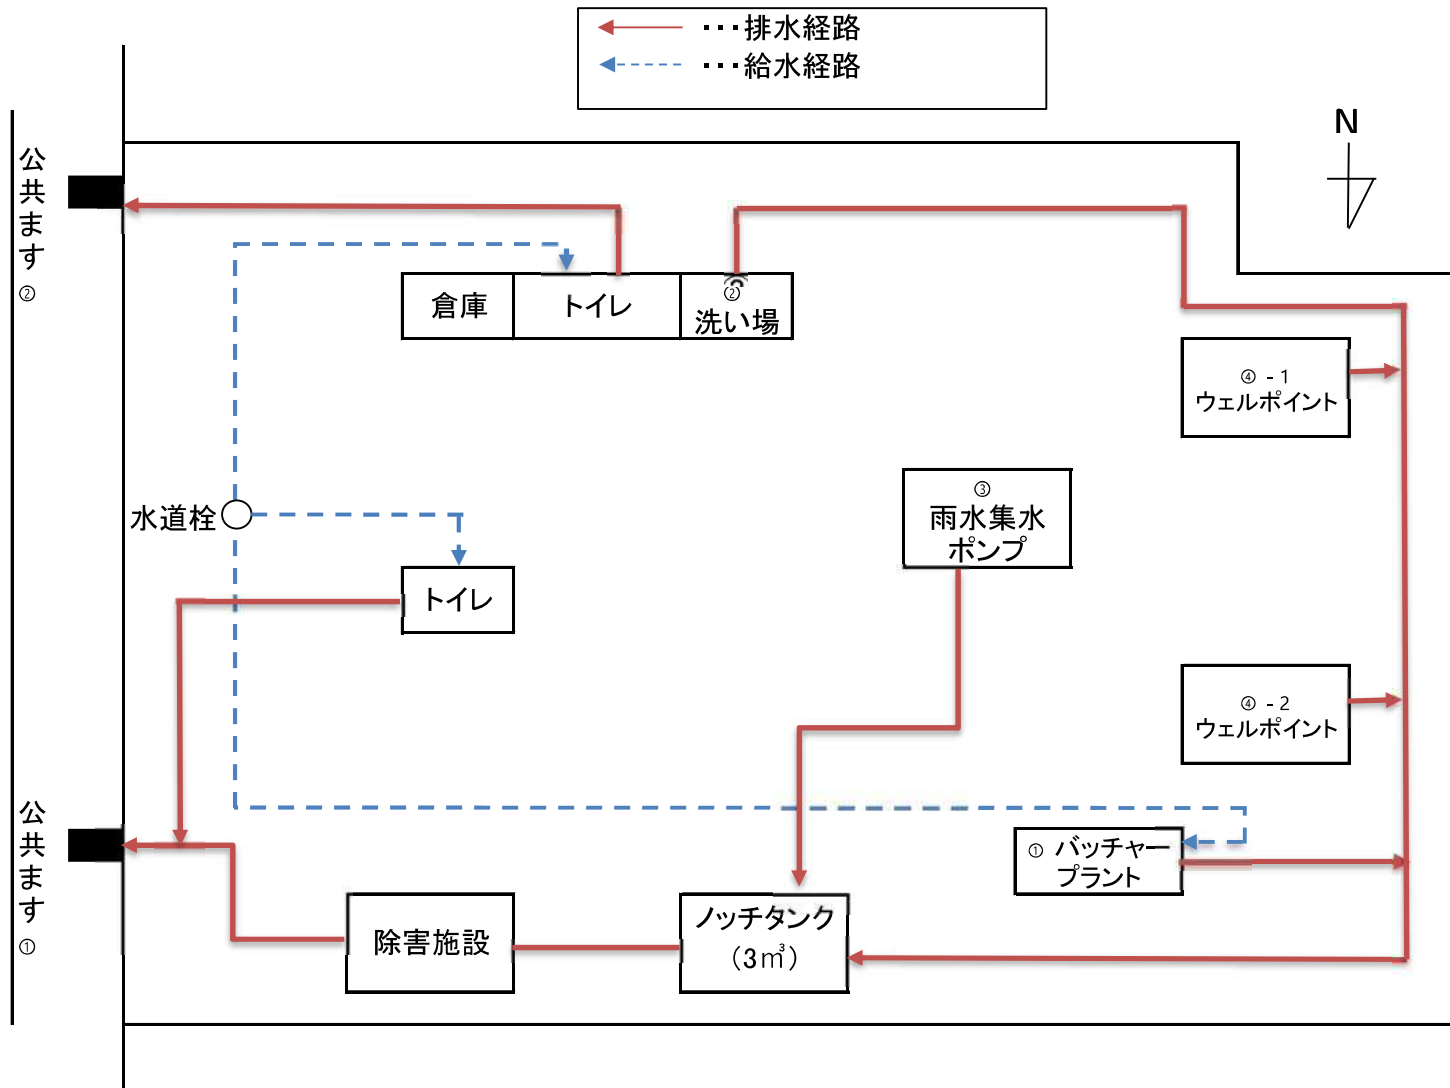 ・・・排水経路
・・・給水経路
N
公共ます②
倉庫
トイレ
②
洗い場
④ -1
ウェルポイント
③
雨水集水
ポンプ
水道栓
トイレ
④ -2
ウェルポイント
公共ます①
① バッチャー
プラント
除害施設
ノッチタンク
（3㎥）